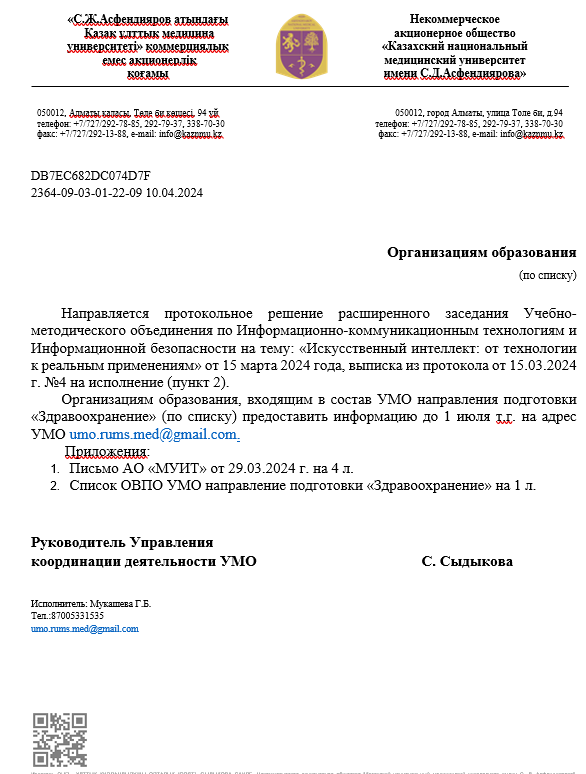 «С.Ж.Асфендияров атындағы
Қазақ ұлттық медицина
университеті» коммерциялық
емес акционерлік
қоғамы
Некоммерческое
акционерное общество
«Казахский национальный
медицинский университет
имени С.Д.Асфендиярова»
050012, Алматы қаласы, Төле би көшесі, 94 үй
телефон: +7/727/292-78-85, 292-79-37, 338-70-30
факс: +7/727/292-13-88, e-mail: info@kaznmu.kz
050012, город Алматы, улица Толе би, д.94
телефон: +7/727/292-78-85, 292-79-37, 338-70-30
факс: +7/727/292-13-88, e-mail: info@kaznmu.kz
DB7EC682DC074D7F
2364-09-03-01-22-09 10.04.2024
Организациям образования
(по списку)
Направляется протокольное решение расширенного заседания Учебно-
методического объединения по Информационно-коммуникационным технологиям и
Информационной безопасности на тему: «Искусственный интеллект: от технологии
к реальным применениям» от 15 марта 2024 года, выписка из протокола от 15.03.2024
г. №4 на исполнение (пункт 2).
Организациям образования, входящим в состав УМО направления подготовки
«Здравоохранение» (по списку) предоставить информацию до 1 июля т.г. на адрес
УМО umo.rums.med@gmail.com.
Приложения:
1. Письмо АО «МУИТ» от 29.03.2024 г. на 4 л.
2. Список ОВПО УМО направление подготовки «Здравоохранение» на 1 л.
Руководитель Управления
координации деятельности УМО
С. Сыдыкова
Исполнитель: Мукашева Г.Б.
Тел.:87005331535
umo.rums.med@gmail.com